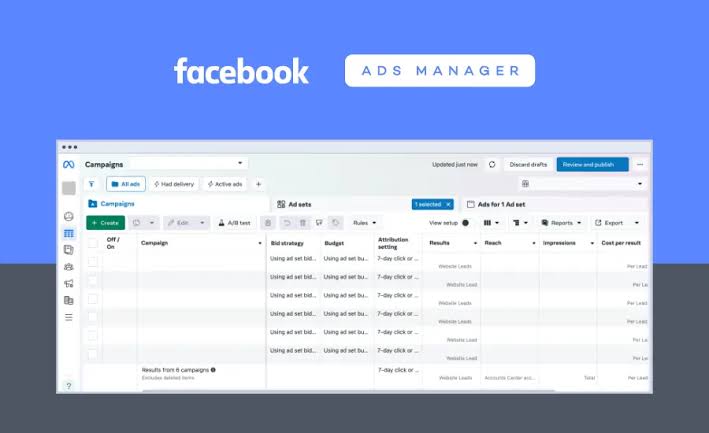 facebook
ADS MANAGER
Campaigns
Updated just now
Discard drafts
Review and publish
All ads
Had delivery
Active ads
Campaigns
Ad sets
1 selected
Ads for 1 Ad set
Create
Edit
A/B test
Rules
View setup
Reports
Export
Off / On
Campaign
Bid strategy
Budget
Attribution setting
Results
Reach
Impressions
Cost per result
Using ad set bid... Using ad set bu... 7-day click or ...
Website Leads Per Lead
Using ad set bid... Using ad set bu... 7-day click or ...
Website Leads Per Lead
Using ad set bid... Using ad set bu... 7-day click or ...
Website Leads Per Le
Using ad set bid... Using ad set bu... 7-day click or ...
Website Leads Per Lea
Using ad set bid... Using ad set bu... 7-day click or ...
Website Lead Per Le
Using ad set bid... Using ad set bu... 7-day click or ...
Website Lead Per Le
Results from 6 campaigns 7-day click or ...
Excludes deleted items Website Leads Accounts Center acc... Total Per Lead